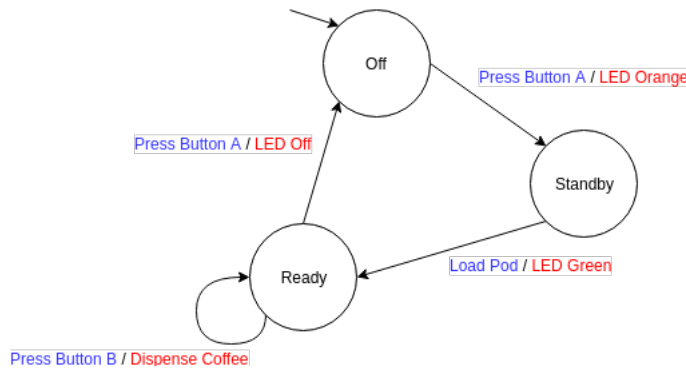 Off
Press Button A / LED Orange
Press Button A / LED Off
Standby
Load Pod / LED Green
Ready
Press Button B / Dispense Coffee